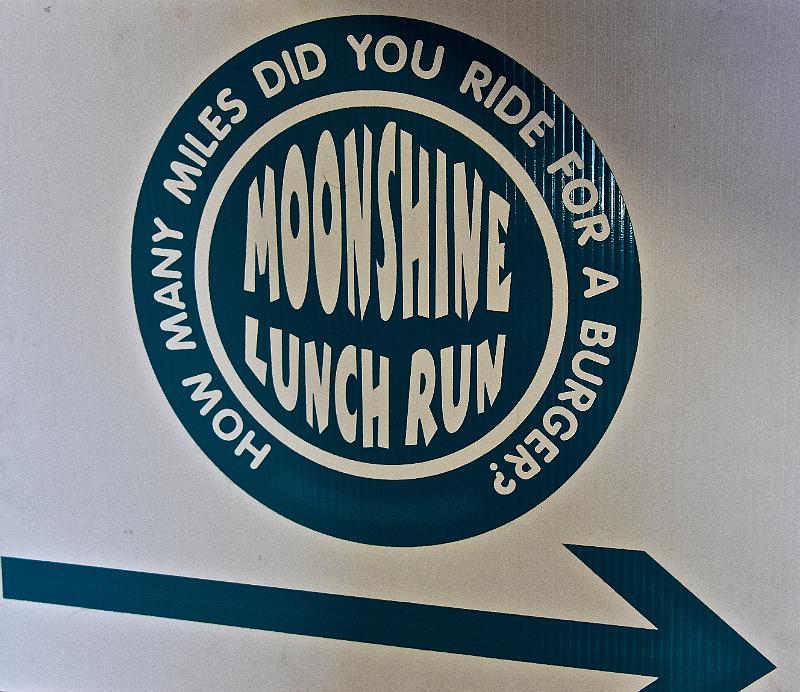 HOW MANY MILES DID YOU RIDE FOR A BURGER?
MOONSHINE
LUNCH RUN